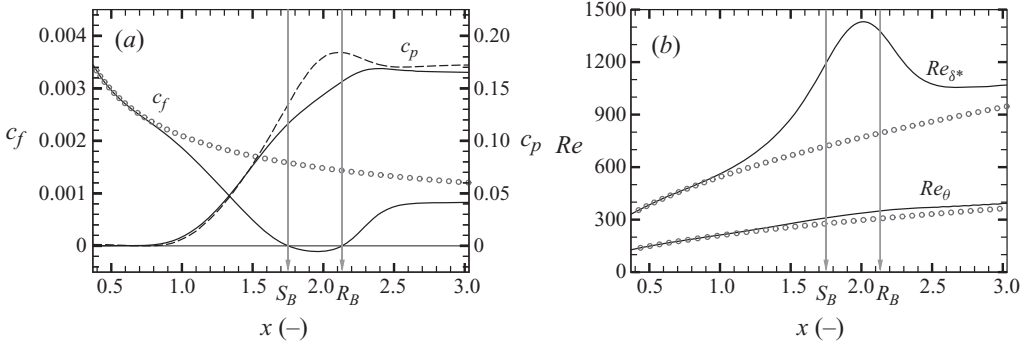 (a)
c_f
c_p
0.004
0.003
0.002
0.001
0
c_f
0.20
0.15
0.10
0.05
0
c_p
0.5 1.0 1.5 2.0 2.5 3.0
S_B R_B
x (–)
(b)
Re_δ*
Re_θ
1500
1200
900
600
300
0
Re
0.5 1.0 1.5 2.0 2.5 3.0
S_B R_B
x (–)